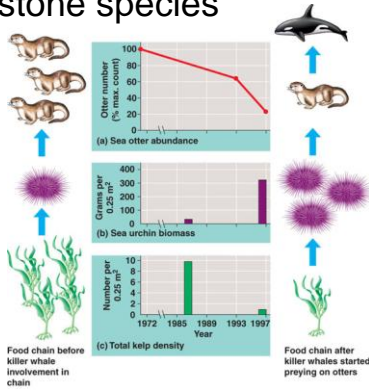 stone species
Otter number
(% max. count)
100
80
60
40
20
0
(a) Sea otter abundance
Grams per
0.25 m²
400
300
200
100
0
(b) Sea urchin biomass
Number per
0.25 m²
10
8
6
4
2
0
1972 1985 1989 1993 1997
Year
(c) Total kelp density
Food chain before
killer whale
involvement in
chain
Food chain after
killer whales started
preying on otters